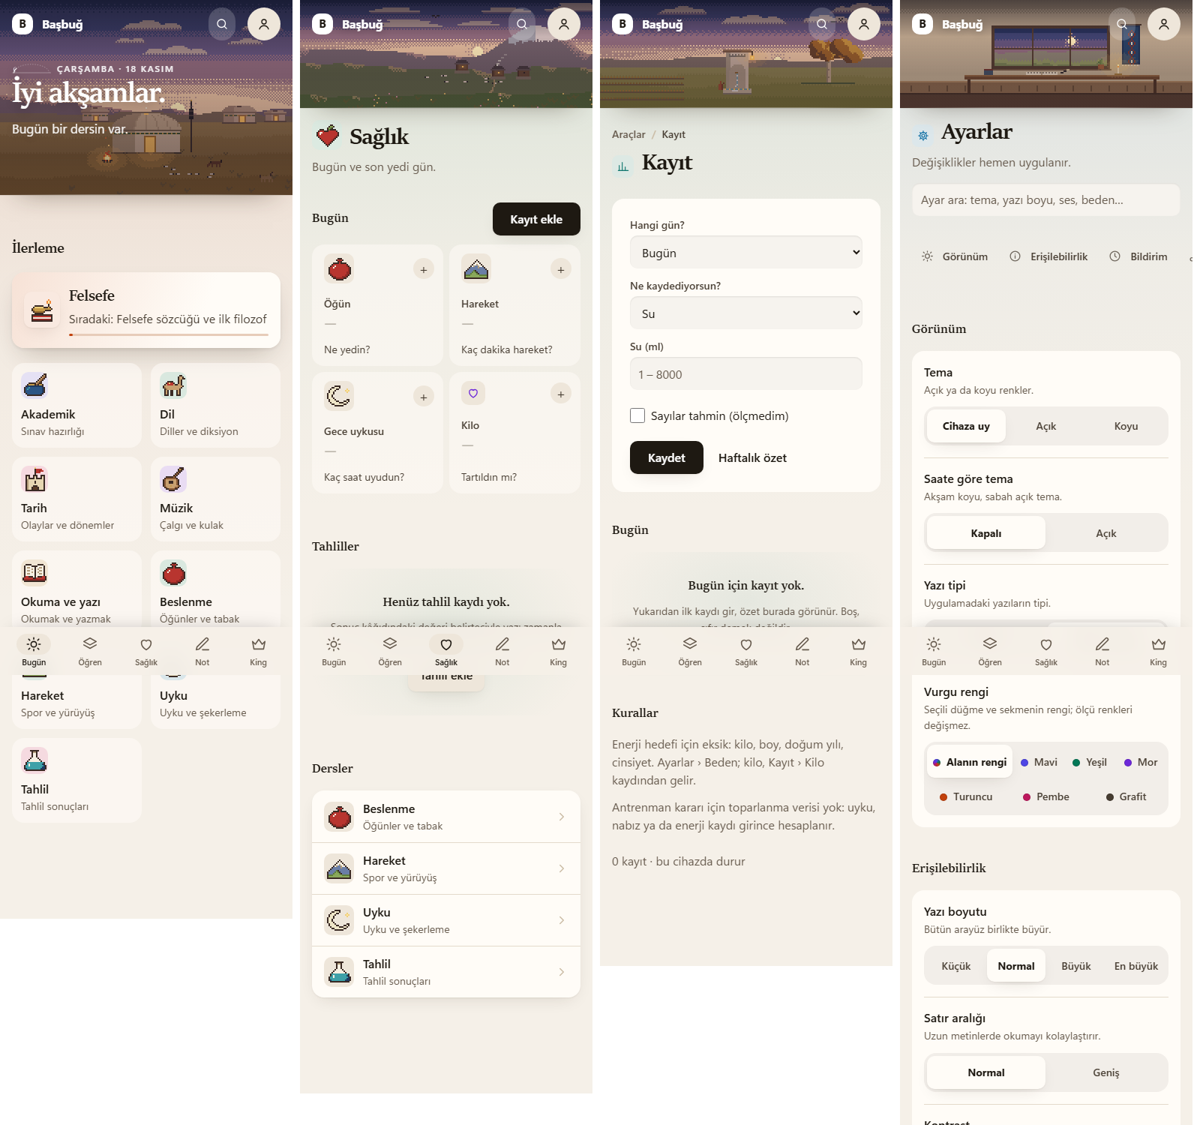 B Başbuğ
ÇARŞAMBA · 18 KASIM
İyi akşamlar.
Bugün bir dersin var.
İlerleme
Felsefe
Sıradaki: Felsefe sözcüğü ve ilk filozof
Akademik
Sınav hazırlığı
Dil
Diller ve diksiyon
Tarih
Olaylar ve dönemler
Müzik
Çalgı ve kulak
Okuma ve yazı
Okumak ve yazmak
Beslenme
Öğünler ve tabak
Bugün
Öğren
Sağlık
Not
King
Hareket
Spor ve yürüyüş
Uyku
Uyku ve şekerleme
Tahlil
Tahlil sonuçları
B Başbuğ
Sağlık
Bugün ve son yedi gün.
Bugün
Kayıt ekle
Öğün
—
Ne yedin?
Hareket
—
Kaç dakika hareket?
Gece uykusu
—
Kaç saat uyudun?
Kilo
—
Tartıldın mı?
Tahliller
Henüz tahlil kaydı yok.
Bugün
Öğren
Sağlık
Not
King
Tahlil ekle
Dersler
Beslenme
Öğünler ve tabak
Hareket
Spor ve yürüyüş
Uyku
Uyku ve şekerleme
Tahlil
Tahlil sonuçları
B Başbuğ
Araçlar / Kayıt
Kayıt
Hangi gün?
Bugün
Ne kaydediyorsun?
Su
Su (ml)
1 – 8000
Sayılar tahmin (ölçmedim)
Kaydet
Haftalık özet
Bugün
Bugün için kayıt yok.
Yukarıdan ilk kaydı gir, özet burada görünür. Boş,
Bugün
Öğren
Sağlık
Not
King
Kurallar
Enerji hedefi için eksik: kilo, boy, doğum yılı,
cinsiyet. Ayarlar › Beden; kilo, Kayıt › Kilo
kaydından gelir.
Antrenman kararı için toparlanma verisi yok: uyku,
nabız ya da enerji kaydı girince hesaplanır.
0 kayıt · bu cihazda durur
B Başbuğ
Ayarlar
Değişiklikler hemen uygulanır.
Ayar ara: tema, yazı boyu, ses, beden…
Görünüm
Erişilebilirlik
Bildirim
Görünüm
Tema
Açık ya da koyu renkler.
Cihaza uy
Açık
Koyu
Saate göre tema
Akşam koyu, sabah açık tema.
Kapalı
Açık
Yazı tipi
Uygulamadaki yazıların tipi.
Bugün
Öğren
Sağlık
Not
King
Vurgu rengi
Seçili düğme ve sekmenin rengi; ölçü renkleri
değişmez.
Alanın rengi
Mavi
Yeşil
Mor
Turuncu
Pembe
Grafit
Erişilebilirlik
Yazı boyutu
Bütün arayüz birlikte büyür.
Küçük
Normal
Büyük
En büyük
Satır aralığı
Uzun metinlerde okumayı kolaylaştırır.
Normal
Geniş